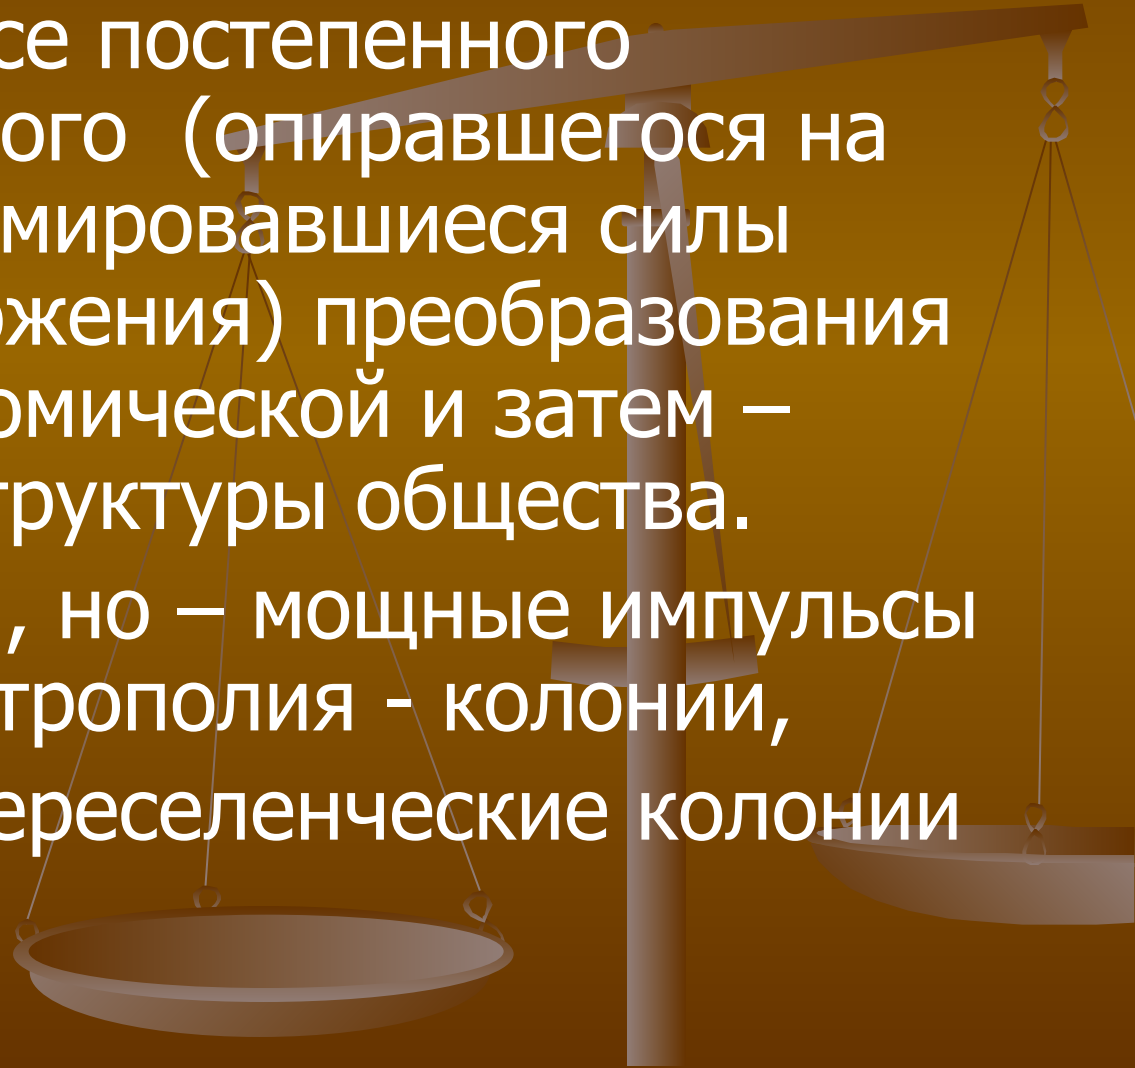 се постепенного
ого (опиравшегося на
мировавшиеся силы
ожения) преобразования
омической и затем –
труктуры общества.
, но – мощные импульсы
трополия - колонии,
ереселенческие колонии